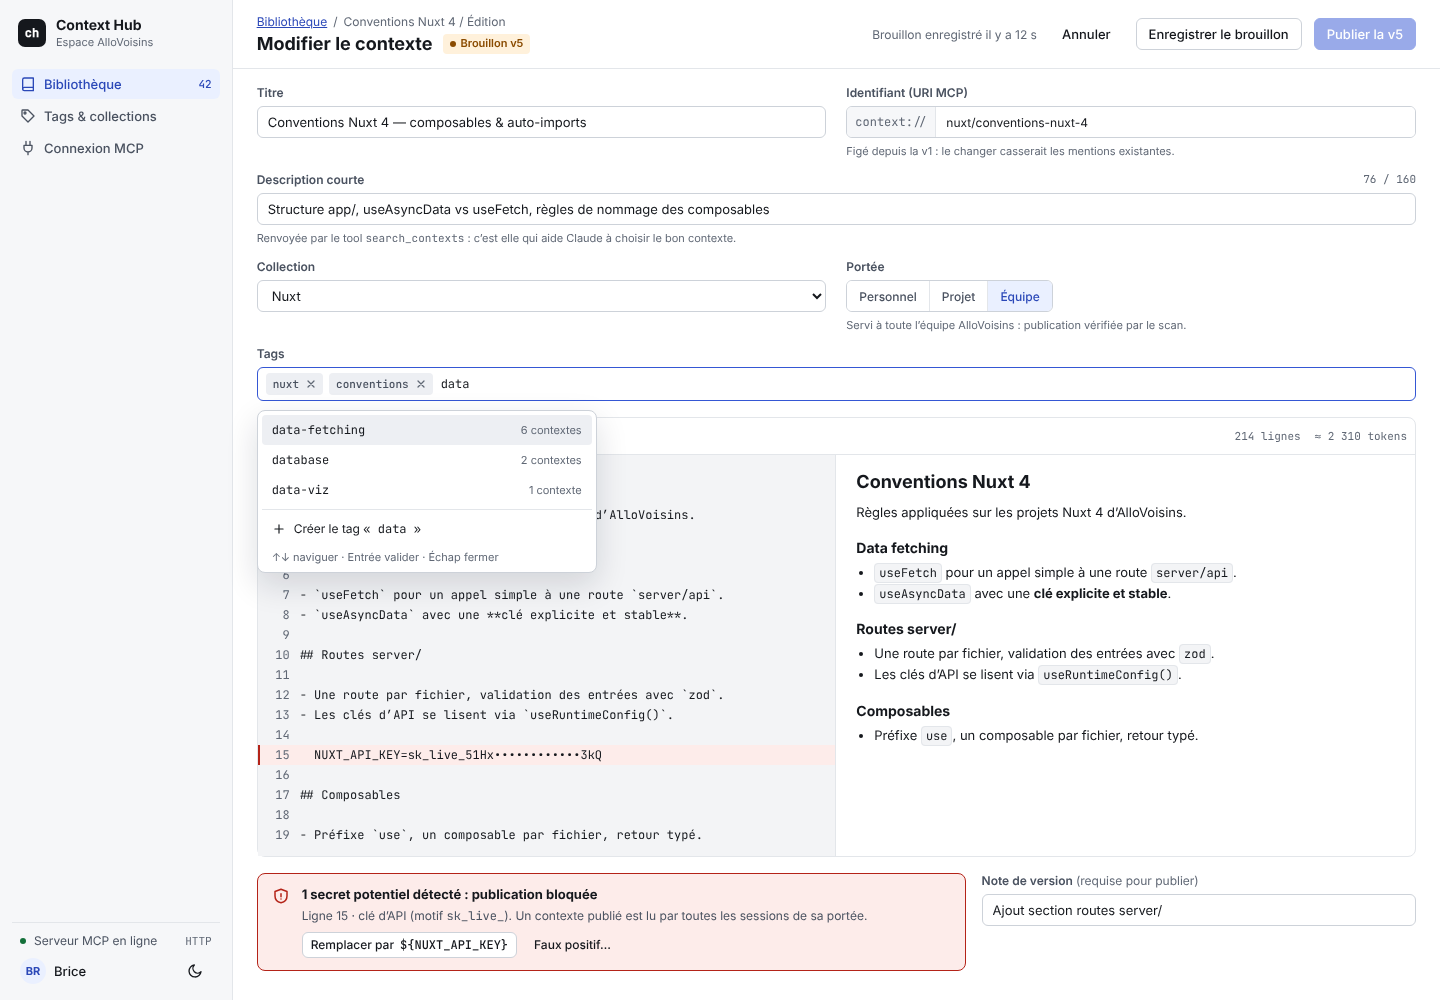 ch
Context Hub
Espace AlloVoisins
Bibliothèque 42
Tags & collections
Connexion MCP
Serveur MCP en ligne HTTP
BR Brice
Bibliothèque / Conventions Nuxt 4 / Édition
Modifier le contexte Brouillon v5
Brouillon enregistré il y a 12 s Annuler Enregistrer le brouillon Publier la v5
Titre
Conventions Nuxt 4 — composables & auto-imports
Identifiant (URI MCP)
context:// nuxt/conventions-nuxt-4
Figé depuis la v1 : le changer casserait les mentions existantes.
Description courte 76 / 160
Structure app/, useAsyncData vs useFetch, règles de nommage des composables
Renvoyée par le tool search_contexts : c’est elle qui aide Claude à choisir le bon contexte.
Collection
Nuxt
Portée
Personnel Projet Équipe
Servi à toute l’équipe AlloVoisins : publication vérifiée par le scan.
Tags
nuxt conventions data
data-fetching 6 contextes
database 2 contextes
data-viz 1 contexte
Créer le tag « data »
↑↓ naviguer · Entrée valider · Échap fermer
214 lignes ≈ 2 310 tokens
d’AlloVoisins.
6
7 - `useFetch` pour un appel simple à une route `server/api`.
8 - `useAsyncData` avec une **clé explicite et stable**.
9
10 ## Routes server/
11
12 - Une route par fichier, validation des entrées avec `zod`.
13 - Les clés d’API se lisent via `useRuntimeConfig()`.
14
15 NUXT_API_KEY=sk_live_51Hx••••••••••••3kQ
16
17 ## Composables
18
19 - Préfixe `use`, un composable par fichier, retour typé.
Conventions Nuxt 4
Règles appliquées sur les projets Nuxt 4 d’AlloVoisins.
Data fetching
• useFetch pour un appel simple à une route server/api.
• useAsyncData avec une clé explicite et stable.
Routes server/
• Une route par fichier, validation des entrées avec zod.
• Les clés d’API se lisent via useRuntimeConfig().
Composables
• Préfixe use, un composable par fichier, retour typé.
1 secret potentiel détecté : publication bloquée
Ligne 15 · clé d’API (motif sk_live_). Un contexte publié est lu par toutes les sessions de sa portée.
Remplacer par ${NUXT_API_KEY} Faux positif…
Note de version (requise pour publier)
Ajout section routes server/